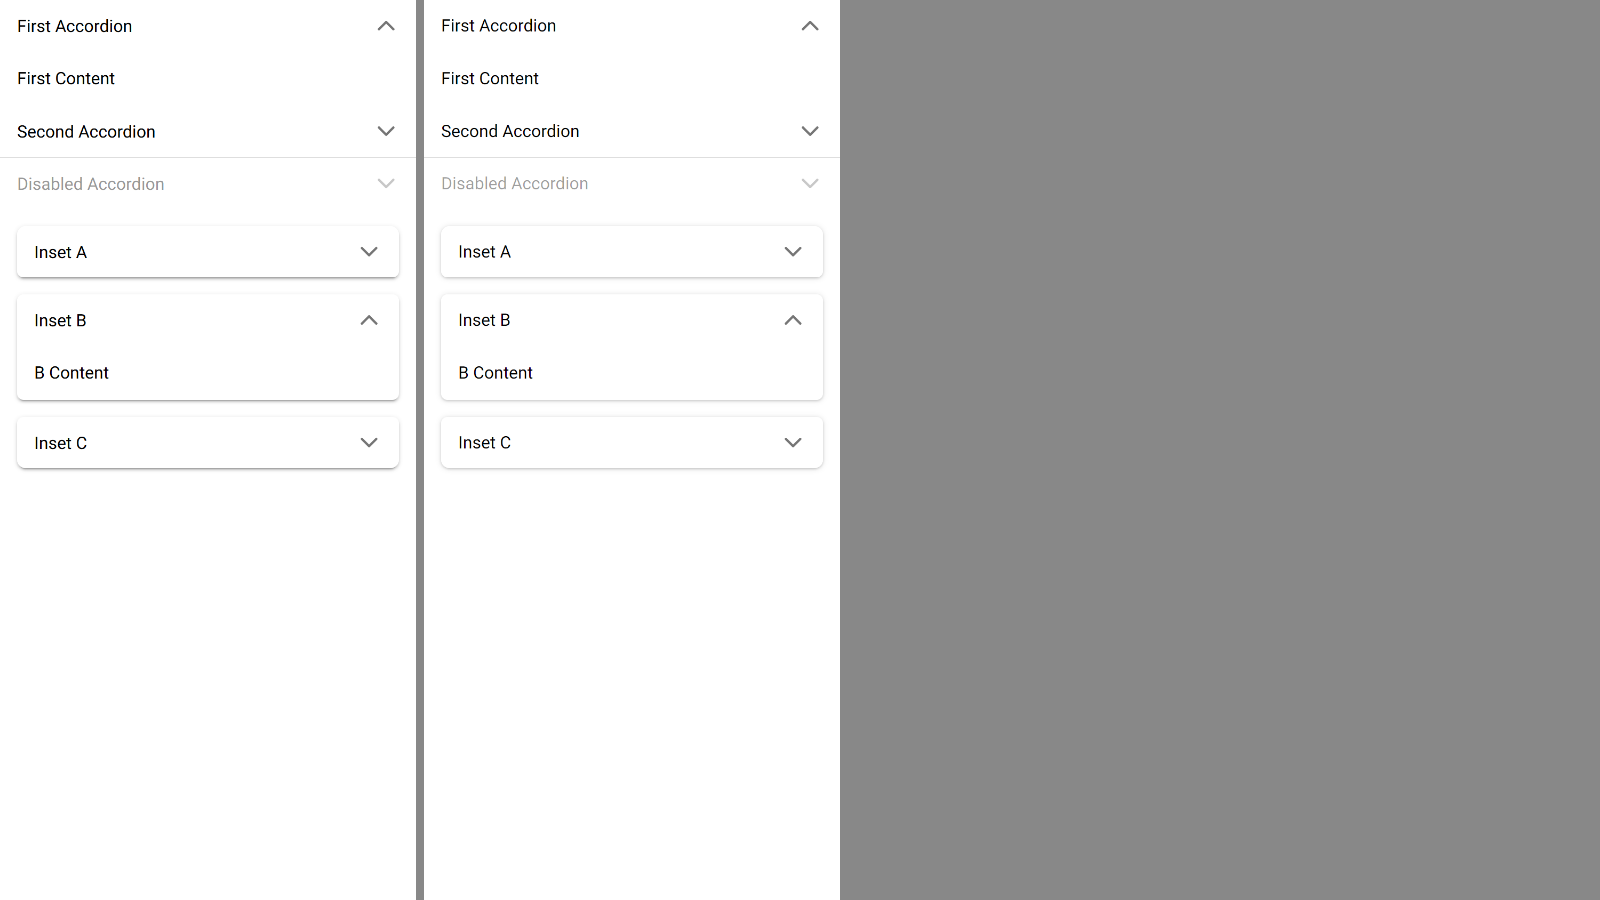 First Accordion
First Content
Second Accordion
Disabled Accordion
Inset A
Inset B
B Content
Inset C
First Accordion
First Content
Second Accordion
Disabled Accordion
Inset A
Inset B
B Content
Inset C